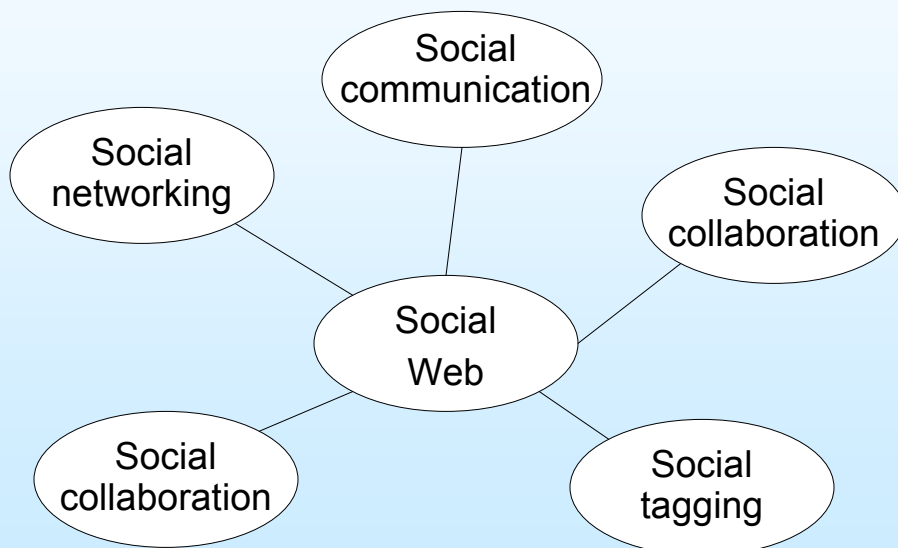 Social
communication
Social
networking
Social
collaboration
Social
Web
Social
collaboration
Social
tagging